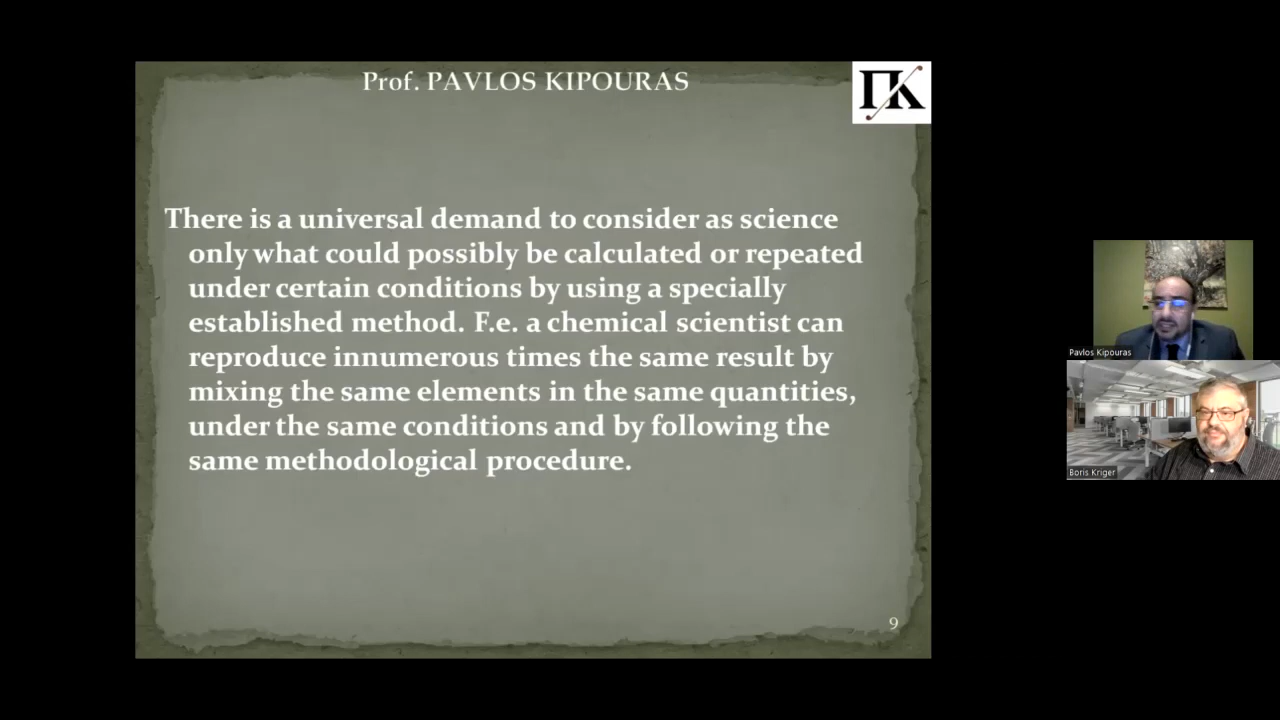 Prof. PAVLOS KIPOURAS
ΠΚ
There is a universal demand to consider as science
only what could possibly be calculated or repeated
under certain conditions by using a specially
established method. F.e. a chemical scientist can
reproduce innumerous times the same result by
mixing the same elements in the same quantities,
under the same conditions and by following the
same methodological procedure.
9
Pavlos Kipouras
Boris Kriger